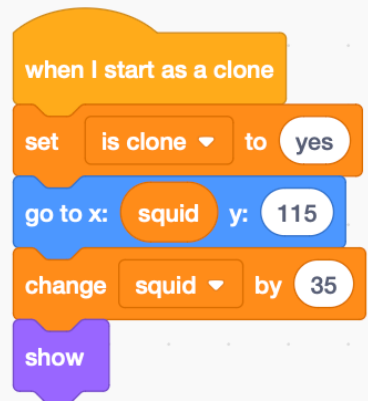 when I start as a clone
set is clone to yes
go to x: squid y: 115
change squid by 35
show